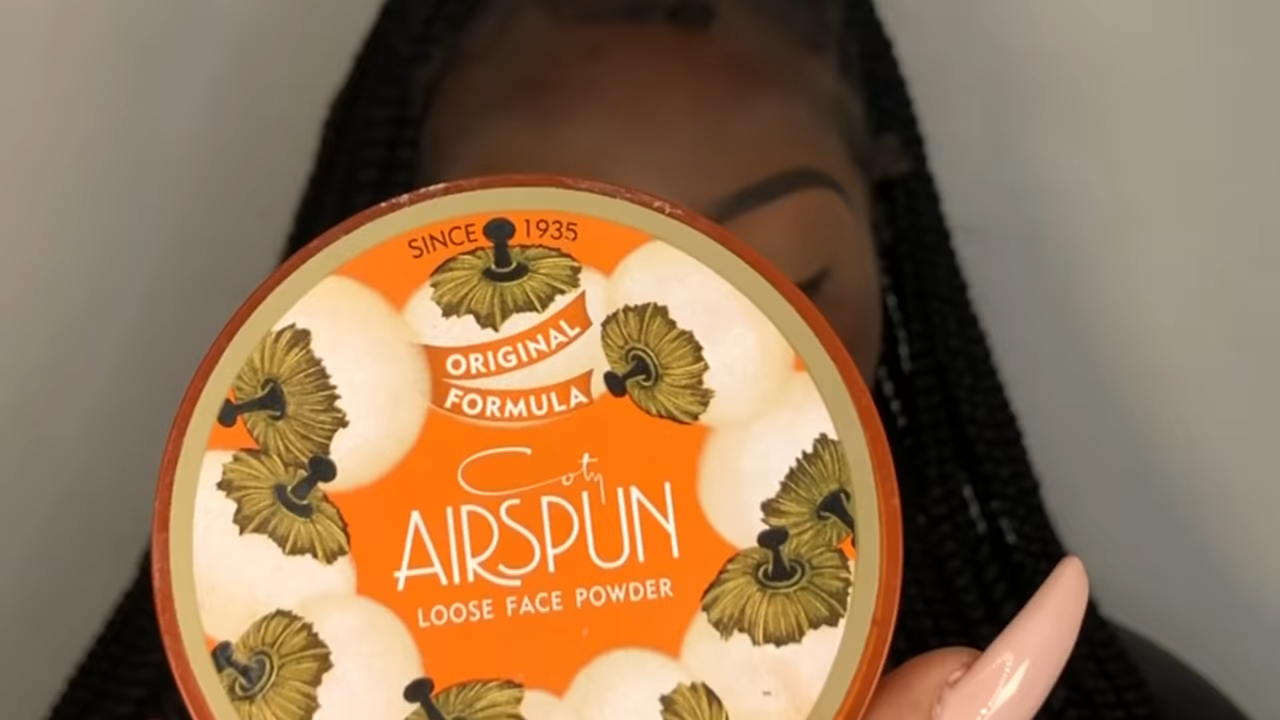 SINCE 1935
ORIGINAL
FORMULA
Coty
AIRSPUN
LOOSE FACE POWDER